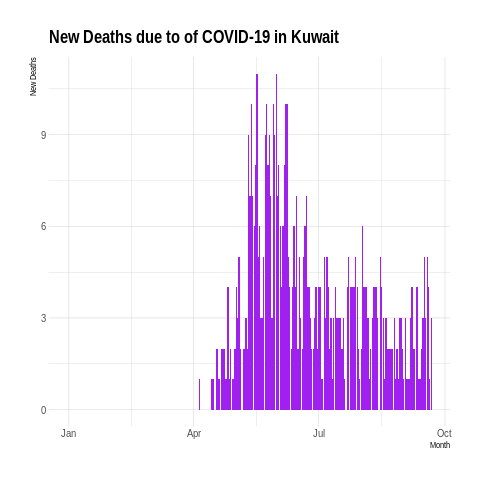 New Deaths due to of COVID-19 in Kuwait
New Deaths
9
6
3
0
Jan Apr Jul Oct
Month